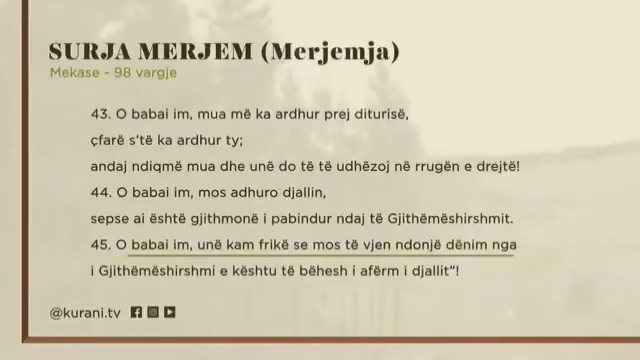 SURJA MERJEM (Merjemja)
Mekase - 98 vargje
43. O babai im, mua më ka ardhur prej diturisë,
çfarë s'të ka ardhur ty;
andaj ndiqmë mua dhe unë do të të udhëzoj në rrugën e drejtë!
44. O babai im, mos adhuro djallin,
sepse ai është gjithmonë i pabindur ndaj të Gjithëmëshirshmit.
45. O babai im, unë kam frikë se mos të vjen ndonjë dënim nga
i Gjithëmëshirshmi e kështu të bëhesh i afërm i djallit"!
@kurani.tv